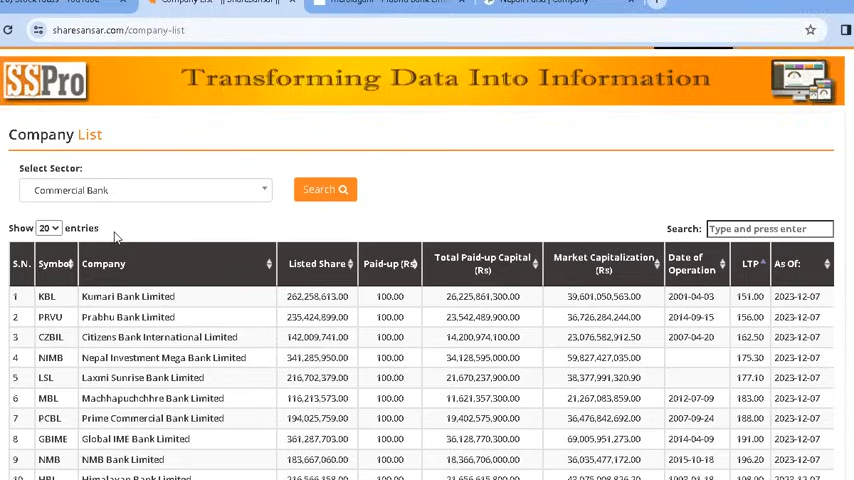 sharesansar.com/company-list
SSPro Transforming Data Into Information
Company List
Select Sector:
Commercial Bank Search
Show 20 entries Search: Type and press enter
S.N. Symbol Company Listed Share Paid-up (Rs) Total Paid-up Capital (Rs) Market Capitalization (Rs) Date of Operation LTP As Of:
1 KBL Kumari Bank Limited 262,258,613.00 100.00 26,225,861,300.00 39,601,050,563.00 2001-04-03 151.00 2023-12-07
2 PRVU Prabhu Bank Limited 235,424,899.00 100.00 23,542,489,900.00 36,726,284,244.00 2014-09-15 156.00 2023-12-07
3 CZBIL Citizens Bank International Limited 142,009,741.00 100.00 14,200,974,100.00 23,076,582,912.50 2007-04-20 162.50 2023-12-07
4 NIMB Nepal Investment Mega Bank Limited 341,285,950.00 100.00 34,128,595,000.00 59,827,427,035.00 175.30 2023-12-07
5 LSL Laxmi Sunrise Bank Limited 216,702,379.00 100.00 21,670,237,900.00 38,377,991,320.90 177.10 2023-12-07
6 MBL Machhapuchchhre Bank Limited 116,213,573.00 100.00 11,621,357,300.00 21,267,083,859.00 2012-07-09 183.00 2023-12-07
7 PCBL Prime Commercial Bank Limited 194,025,759.00 100.00 19,402,575,900.00 36,476,842,692.00 2007-09-24 188.00 2023-12-07
8 GBIME Global IME Bank Limited 361,287,703.00 100.00 36,128,770,300.00 69,005,951,273.00 2014-04-09 191.00 2023-12-07
9 NMB NMB Bank Limited 183,667,060.00 100.00 18,366,706,000.00 36,035,477,172.00 2015-10-18 196.20 2023-12-07
10 HBL Himalayan Bank Limited